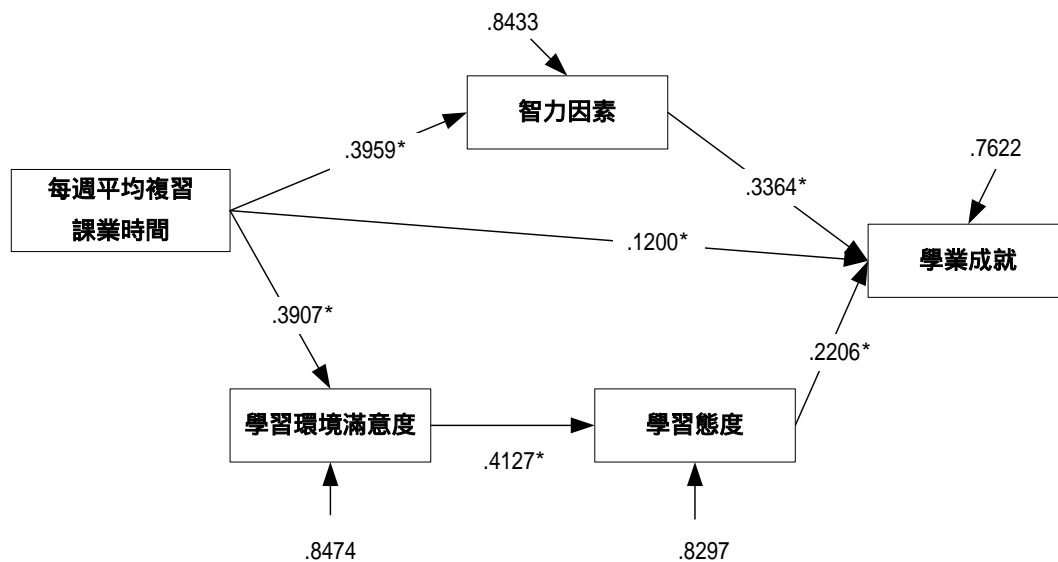 .8433
智力因素
.3959*
.7622
每週平均複習
課業時間
.3364*
.1200*
學業成就
.3907*
.2206*
學習環境滿意度
學習態度
.4127*
.8474
.8297